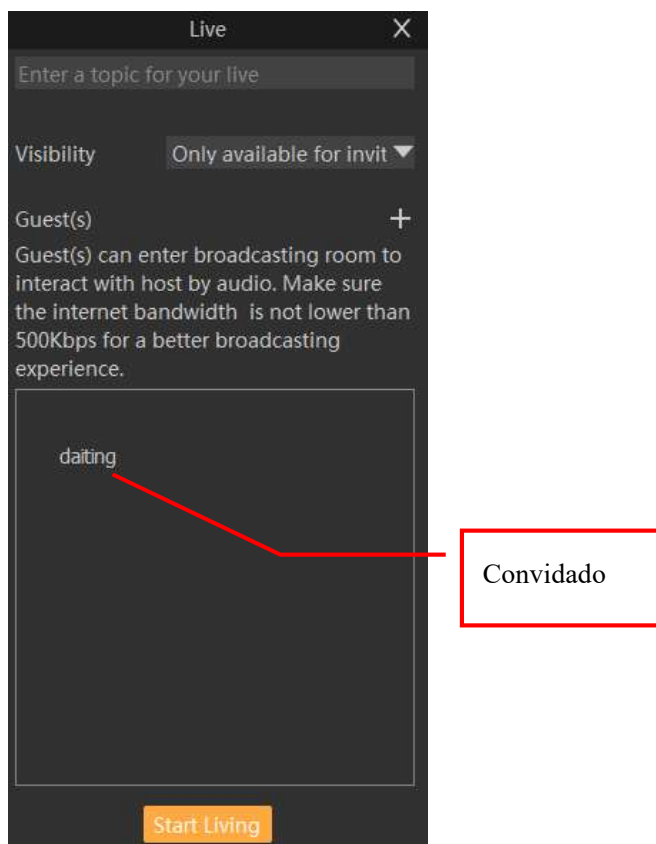 Live
Enter a topic for your live
Visibility Only available for invit
Guest(s)
Guest(s) can enter broadcasting room to
interact with host by audio. Make sure
the internet bandwidth is not lower than
500Kbps for a better broadcasting
experience.
daiting
Convidado
Start Living